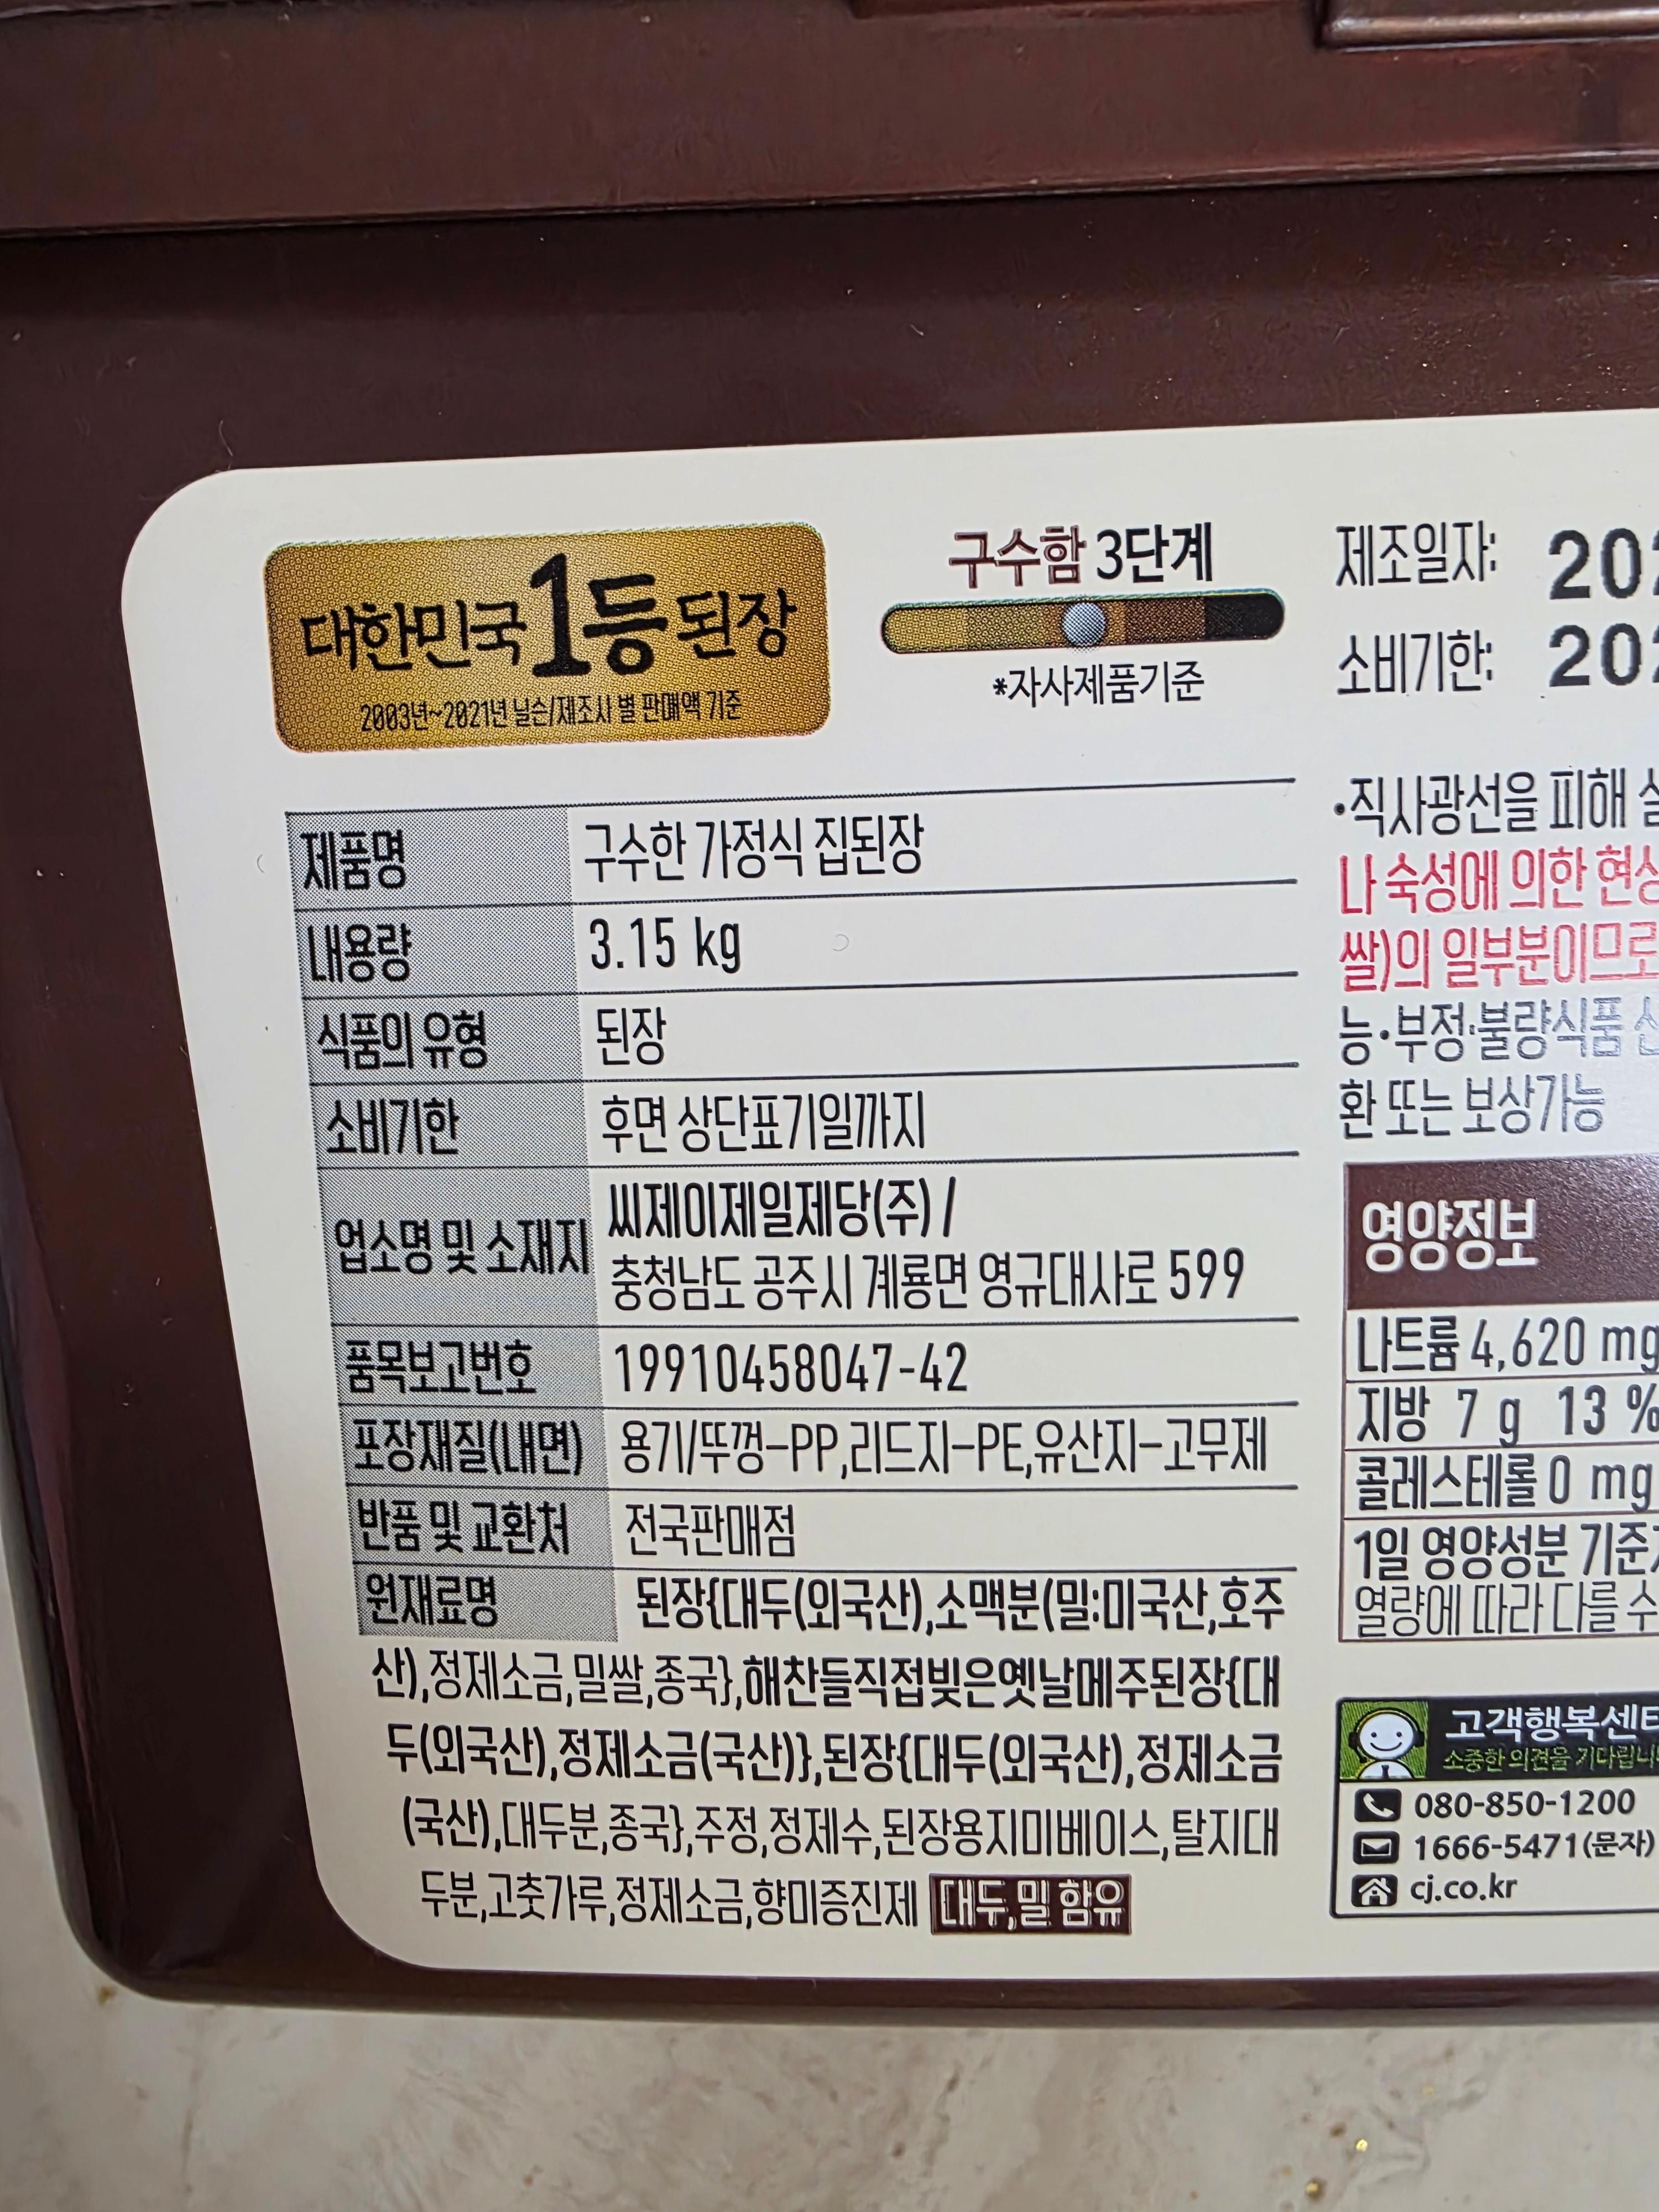 대한민국 1등 된장
2003년~2021년 닐슨/제조사 별 판매액 기준
구수함 3단계
*자사제품기준
제조일자:
소비기한:
제품명 구수한 가정식 집된장
내용량 3.15 kg
식품의 유형 된장
소비기한 후면 상단표기일까지
업소명 및 소재지 씨제이제일제당(주) /
충청남도 공주시 계룡면 영규대사로 599
품목보고번호 19910458047-42
포장재질(내면) 용기/뚜껑-PP,리드지-PE,유산지-고무제
반품 및 교환처 전국판매점
원재료명 된장{대두(외국산),소맥분(밀:미국산,호주
산),정제소금,밀쌀,종국},해찬들직접빚은옛날메주된장{대
두(외국산),정제소금(국산)},된장{대두(외국산),정제소금
(국산),대두분,종국},주정,정제수,된장용지미베이스,탈지대
두분,고춧가루,정제소금,향미증진제 대두,밀 함유
•직사광선을 피해
나 숙성에 의한
쌀)의 일부분이므로
능•부정•불량식품
환 또는 보상가능
영양정보
나트륨 4,620 mg
지방 7 g 13 %
콜레스테롤 0 mg
1일 영양성분
열량에 따라 다를 수
고객행복센터
소중한 의견을 기다립니다
080-850-1200
1666-5471(문자)
cj.co.kr